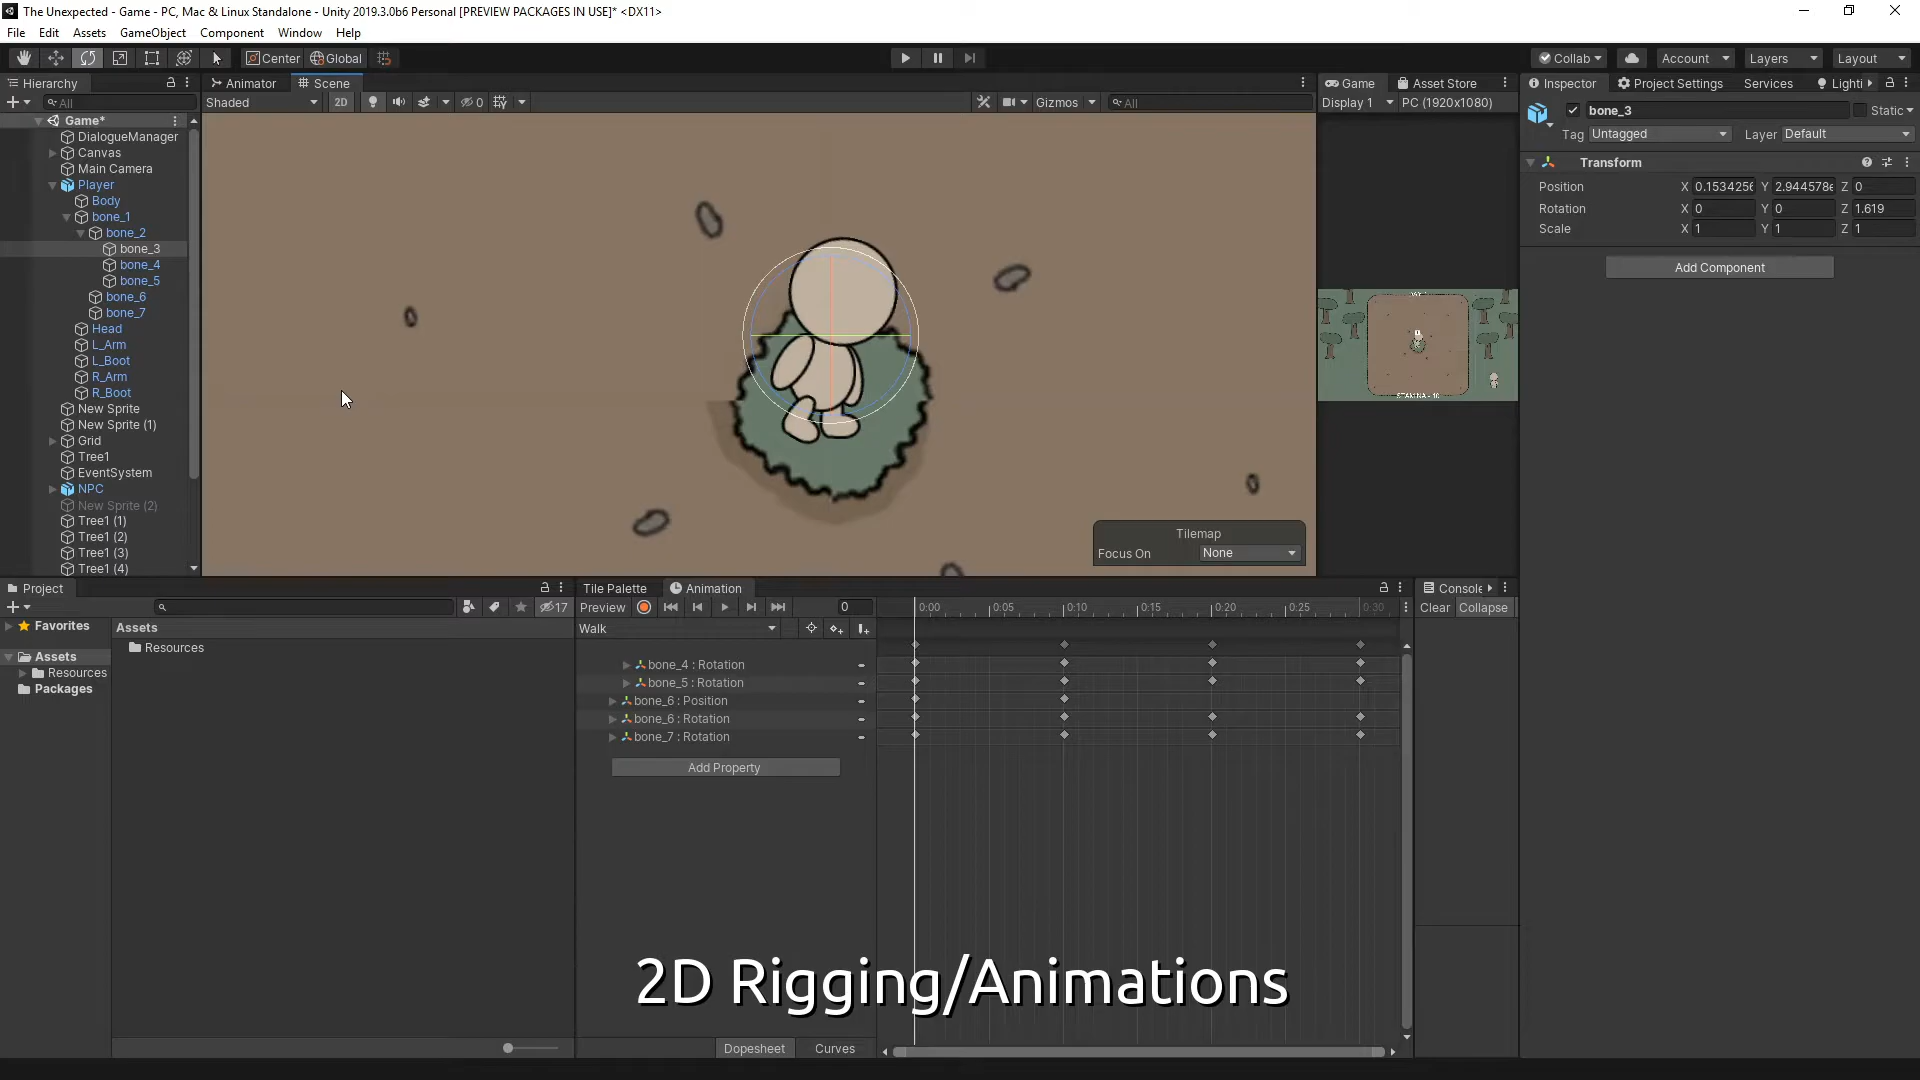 The Unexpected - Game - PC, Mac & Linux Standalone - Unity 2019.3.0b6 Personal [PREVIEW PACKAGES IN USE]* <DX11>
File Edit Assets GameObject Component Window Help
Center Global Collab Account Layers Layout
Hierarchy Animator Scene Game Asset Store Inspector Project Settings Services Lighti
All Shaded 2D 0 Gizmos All Display 1 PC (1920x1080)
bone_3 Static
Tag Untagged Layer Default
Transform
Position X 0.1534256 Y 2.944578e Z 0
Rotation X 0 Y 0 Z 1.619
Scale X 1 Y 1 Z 1
Add Component
Game*
DialogueManager
Canvas
Main Camera
Player
Body
bone_1
bone_2
bone_3
bone_4
bone_5
bone_6
bone_7
Head
L_Arm
L_Boot
R_Arm
R_Boot
New Sprite
New Sprite (1)
Grid
Tree1
EventSystem
NPC
New Sprite (2)
Tree1 (1)
Tree1 (2)
Tree1 (3)
Tree1 (4)
STAMINA - 10
Tilemap
Focus On None
Project Tile Palette Animation Console
17 Preview 0 0:00 0:05 0:10 0:15 0:20 0:25 0:30 Clear Collapse
Favorites
Assets
Resources
Packages
Assets
Resources
Walk
bone_4 : Rotation
bone_5 : Rotation
bone_6 : Position
bone_6 : Rotation
bone_7 : Rotation
Add Property
2D Rigging/Animations
Dopesheet Curves